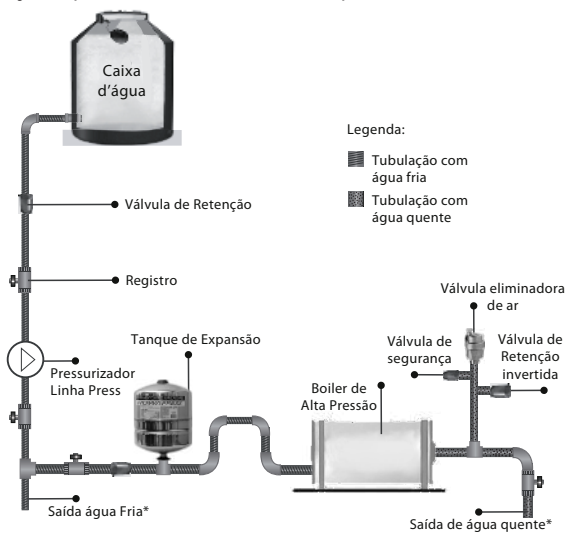 Caixa
d'água
Legenda:
Tubulação com
água fria
Tubulação com
água quente
Válvula de Retenção
Registro
Válvula eliminadora
de ar
Tanque de Expansão
Válvula de
segurança
Válvula de
Retenção
invertida
Pressurizador
Linha Press
Boiler de
Alta Pressão
Saída água Fria*
Saída de água quente*